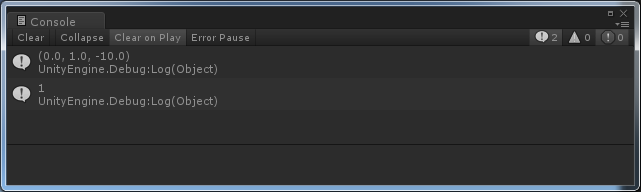 Console
Clear Collapse Clear on Play Error Pause 2 0 0
(0.0, 1.0, -10.0)
UnityEngine.Debug:Log(Object)
1
UnityEngine.Debug:Log(Object)